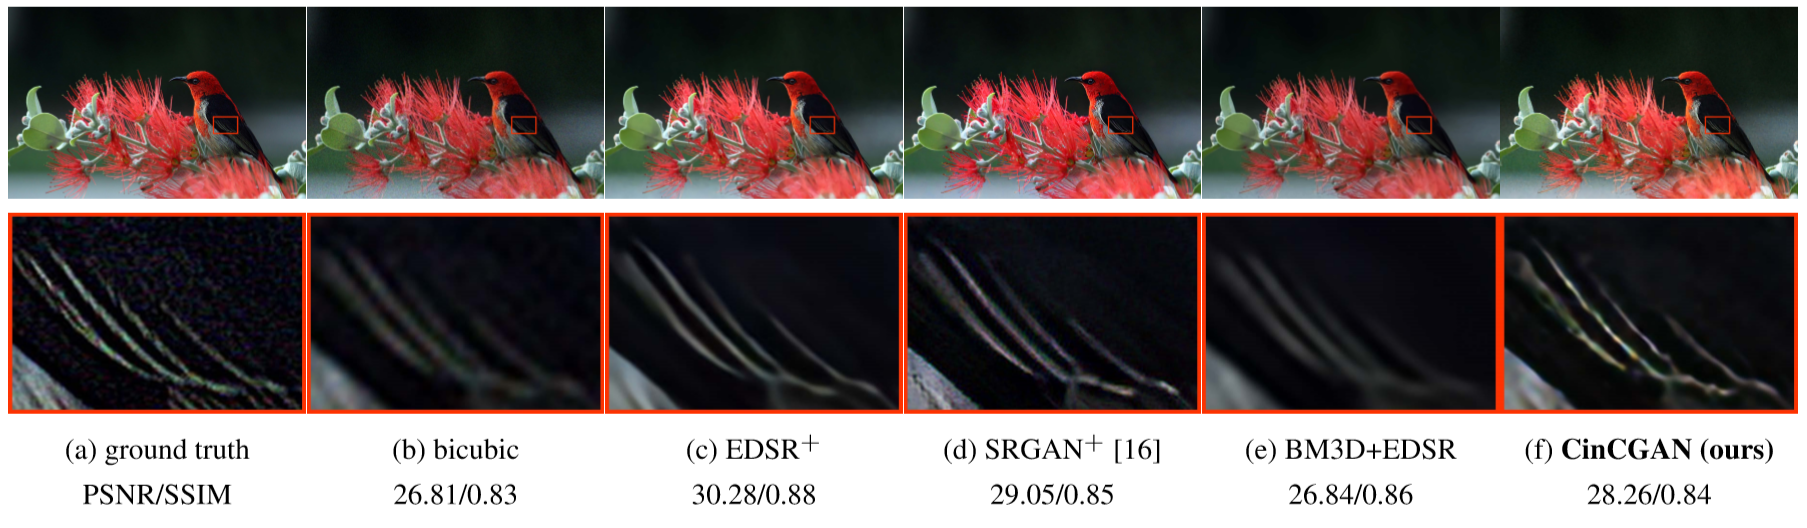 (a) ground truth
(b) bicubic
(c) EDSR+
(d) SRGAN+ [16]
(e) BM3D+EDSR
(f) CinCGAN (ours)
PSNR/SSIM
26.81/0.83
30.28/0.88
29.05/0.85
26.84/0.86
28.26/0.84